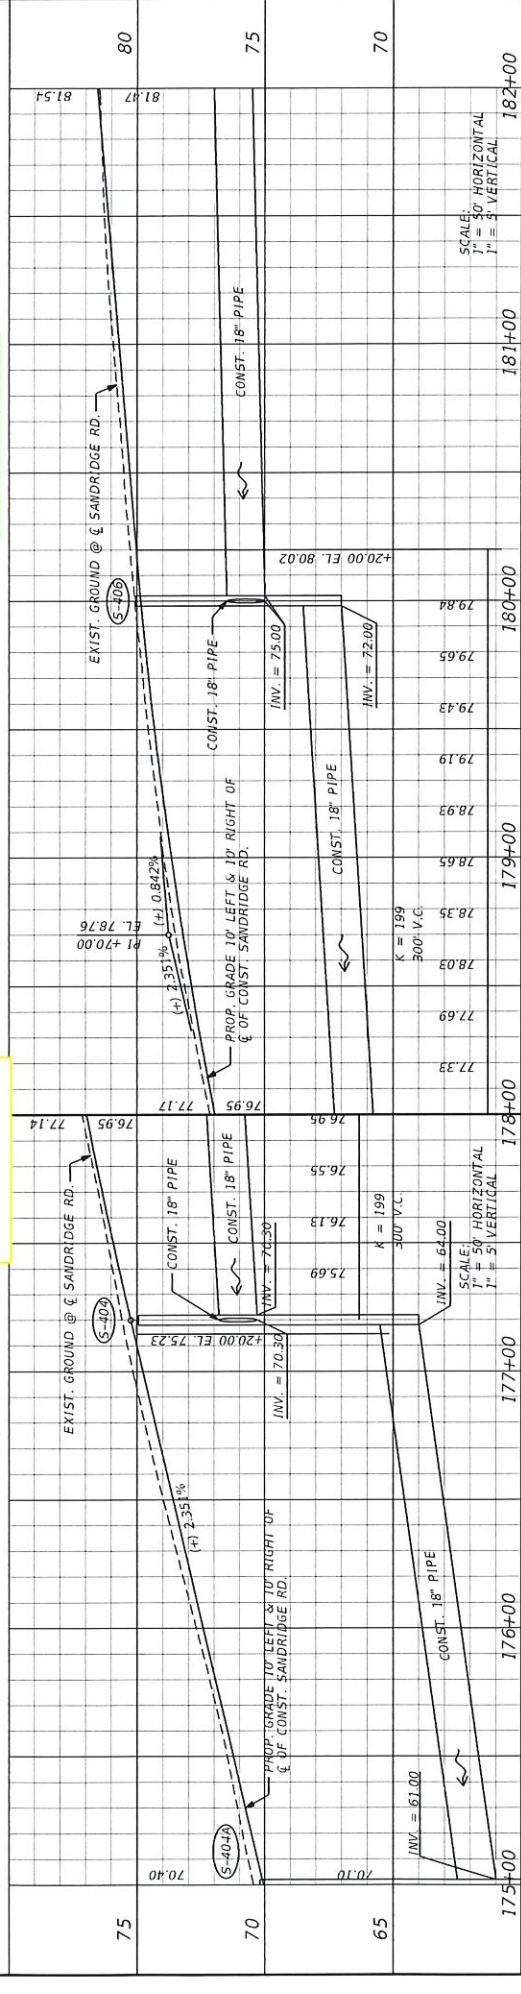 80
75
70
81.54
81.47
182+00
SCALE:
1" = 50' HORIZONTAL
1" = 5' VERTICAL
CONST. 18" PIPE
181+00
EXIST. GROUND @ ℄ SANDRIDGE RD.
S-406
+20.00 EL. 80.02
CONST. 18" PIPE
INV. = 75.00
INV. = 72.00
180+00
79.84
79.65
79.43
79.19
78.93
78.65
78.35
78.03
77.69
77.33
CONST. 18" PIPE
179+00
PROP. GRADE 10' LEFT & 10' RIGHT OF
℄ OF CONST. SANDRIDGE RD.
PI +70.00
EL. 78.76
(+) 2.351%
(+) 0.842%
K = 199
300' V.C.
77.17
76.95
178+00
77.14
76.95
76.95
76.55
76.13
75.69
K = 199
300' V.C.
EXIST. GROUND @ ℄ SANDRIDGE RD.
S-404
CONST. 18" PIPE
CONST. 18" PIPE
INV. = 70.30
+20.00 EL. 75.23
INV. = 70.30
INV. = 64.00
SCALE:
1" = 50' HORIZONTAL
1" = 5' VERTICAL
177+00
(+) 2.351%
PROP. GRADE 10' LEFT & 10' RIGHT OF
℄ OF CONST. SANDRIDGE RD.
CONST. 18" PIPE
176+00
S-404A
INV. = 61.00
70.40
70.10
175+00
75
70
65